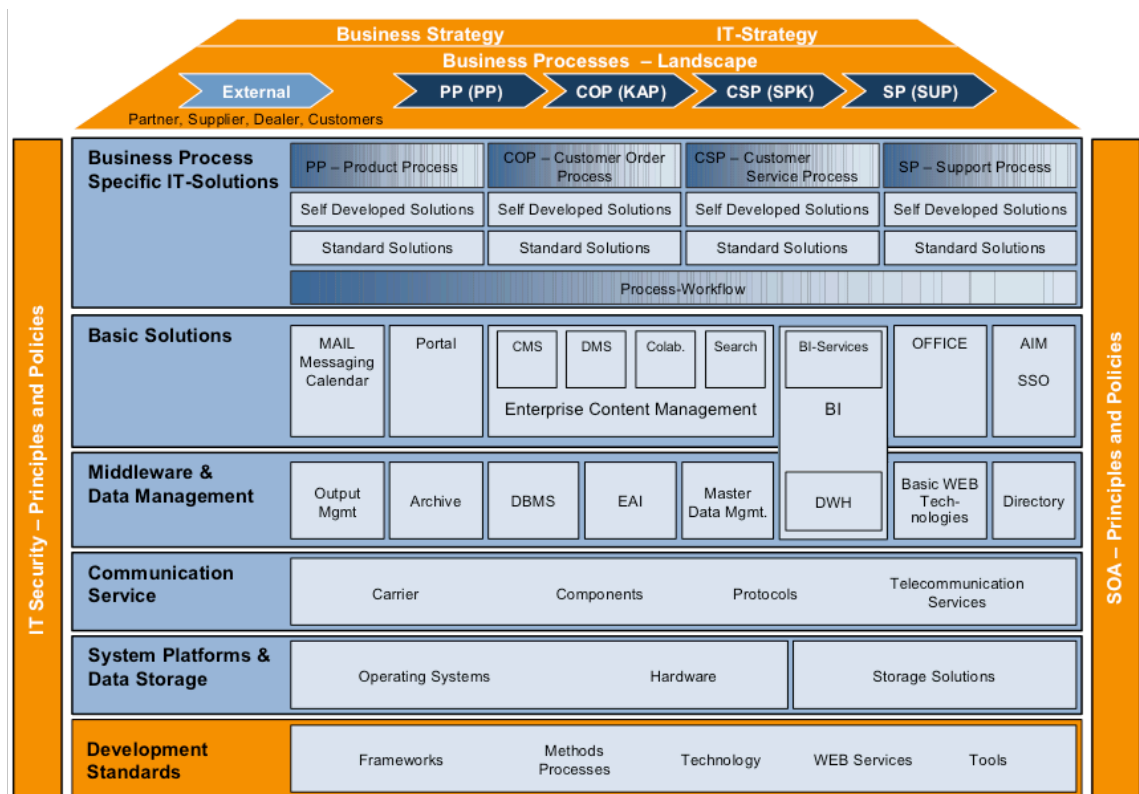 Business Strategy
IT-Strategy
Business Processes – Landscape
External
PP (PP)
COP (KAP)
CSP (SPK)
SP (SUP)
Partner, Supplier, Dealer, Customers
IT Security – Principles and Policies
Business Process
Specific IT-Solutions
PP – Product Process
COP – Customer Order
Process
CSP – Customer
Service Process
SP – Support Process
Self Developed Solutions
Self Developed Solutions
Self Developed Solutions
Self Developed Solutions
Standard Solutions
Standard Solutions
Standard Solutions
Standard Solutions
Process-Workflow
Basic Solutions
MAIL
Messaging
Calendar
Portal
CMS
DMS
Colab.
Search
Enterprise Content Management
BI-Services
BI
OFFICE
AIM
SSO
Middleware &
Data Management
Output
Mgmt
Archive
DBMS
EAI
Master
Data Mgmt.
DWH
Basic WEB
Tech-
nologies
Directory
Communication
Service
Carrier
Components
Protocols
Telecommunication
Services
System Platforms &
Data Storage
Operating Systems
Hardware
Storage Solutions
Development
Standards
Frameworks
Methods
Processes
Technology
WEB Services
Tools
SOA – Principles and Policies